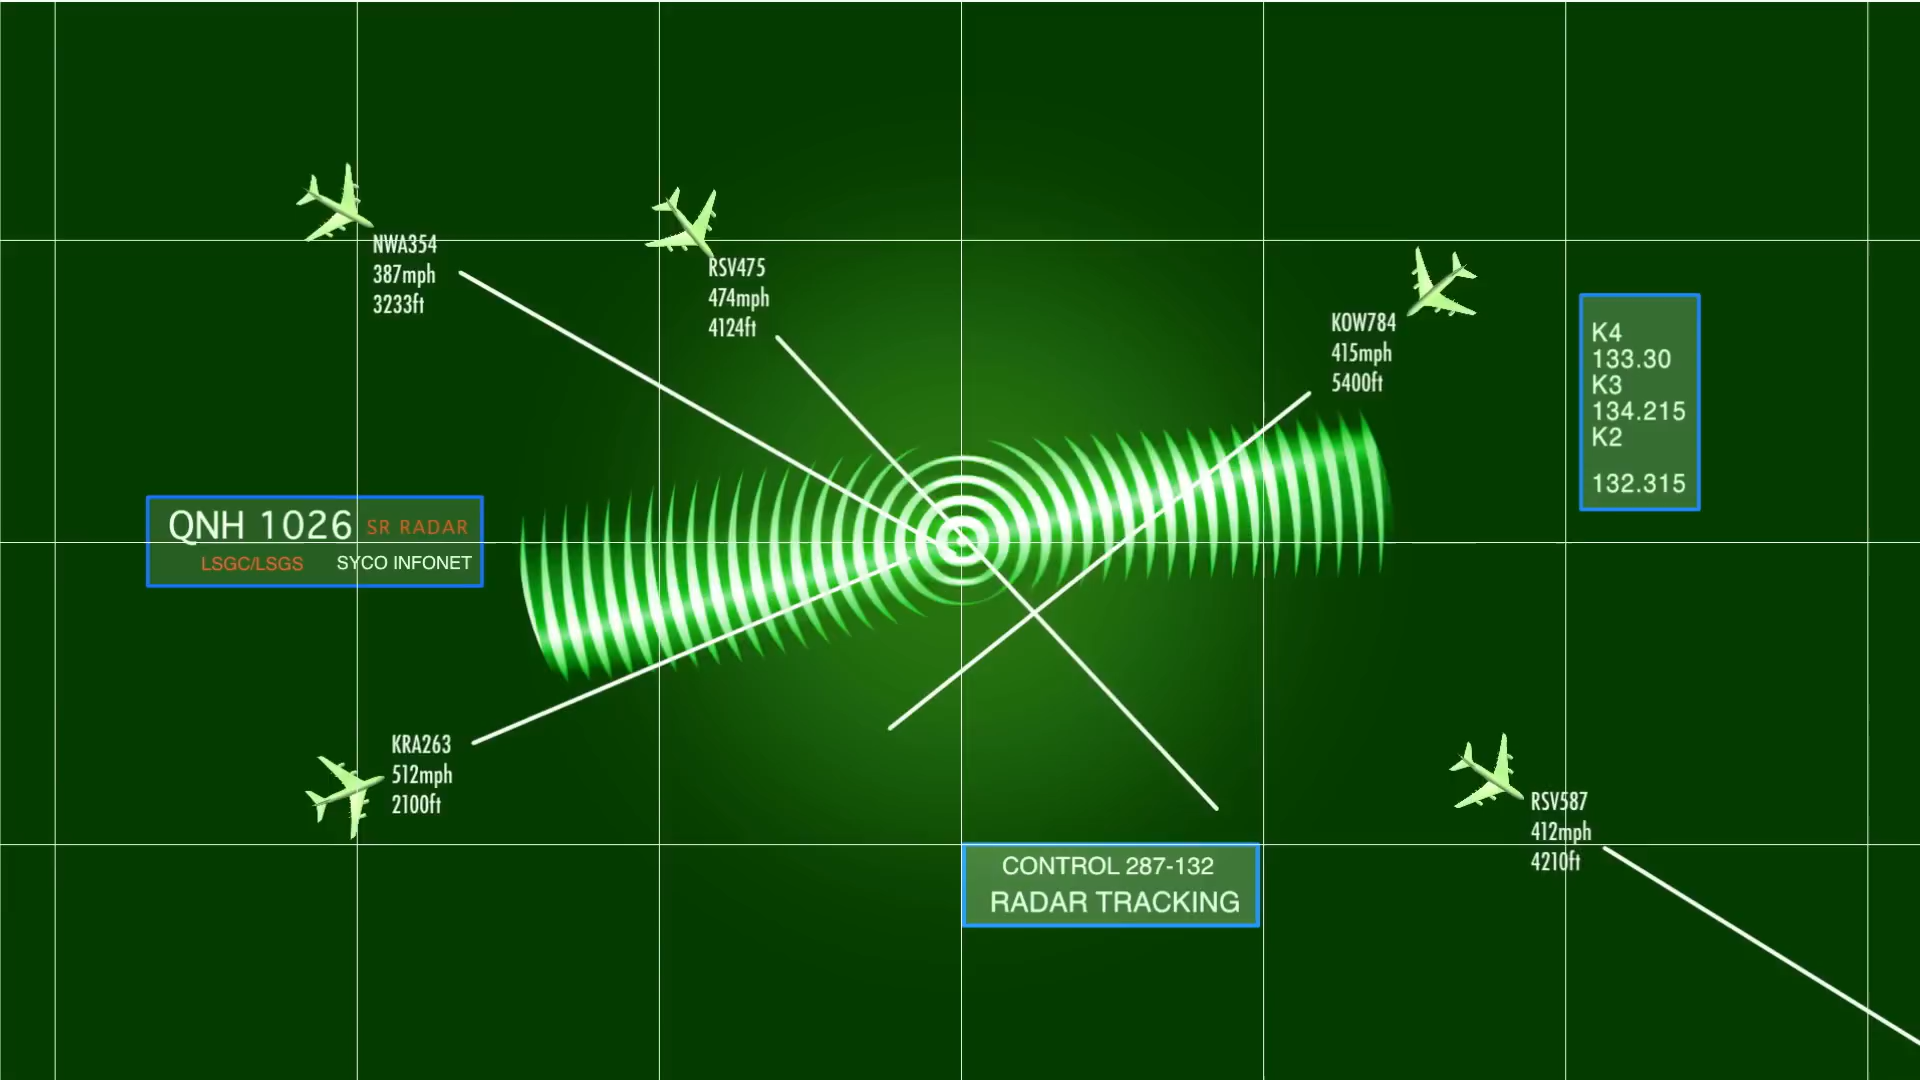 NWA354
387mph
3233ft
RSV475
474mph
4124ft
KOW784
415mph
5400ft
K4
133.30
K3
134.215
K2
132.315
QNH 1026 SR RADAR
LSGC/LSGS SYCO INFONET
KRA263
512mph
2100ft
RSV587
412mph
4210ft
CONTROL 287-132
RADAR TRACKING